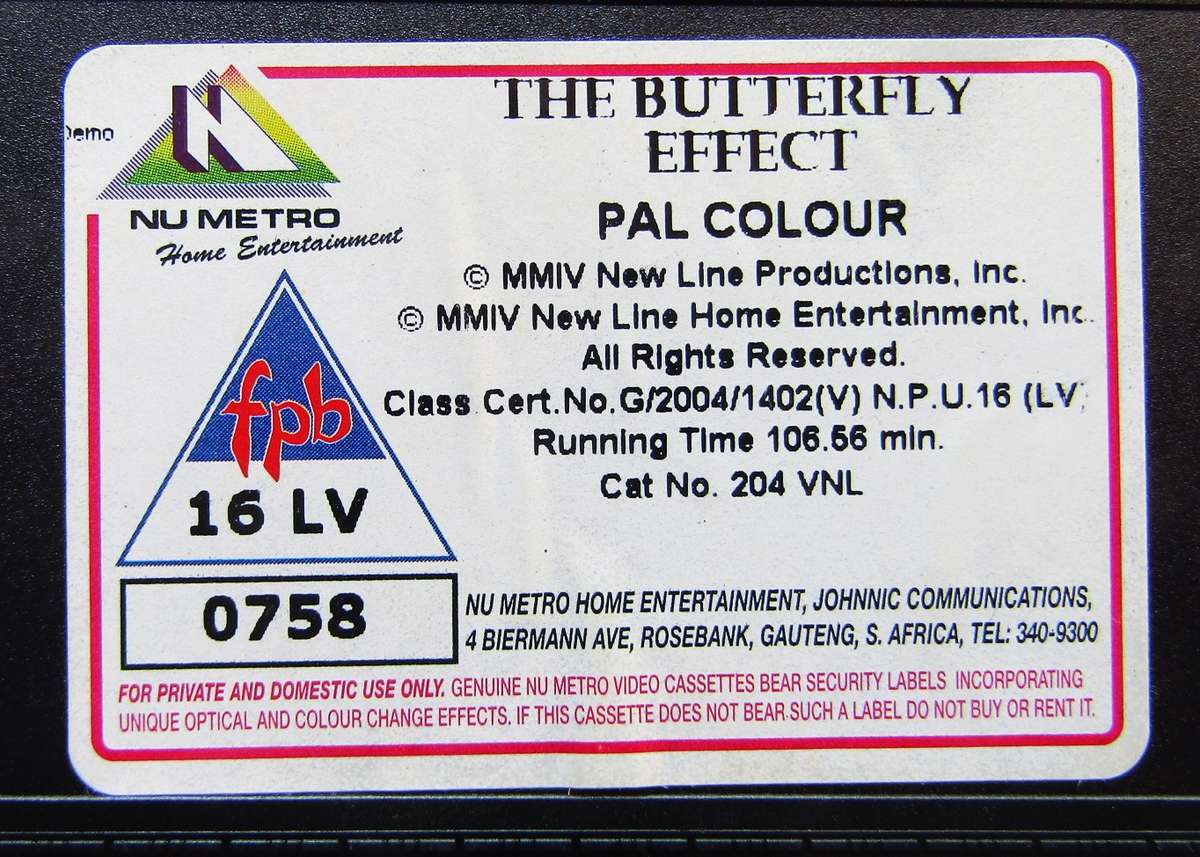 Demo
NU METRO
Home Entertainment
THE BUTTERFLY
EFFECT
PAL COLOUR
© MMIV New Line Productions, Inc.
© MMIV New Line Home Entertainment, Inc.
All Rights Reserved.
Class Cert.No.G/2004/1402(V) N.P.U.16 (LV)
Running Time 106.56 min.
Cat No. 204 VNL
fpb
16 LV
0758
NU METRO HOME ENTERTAINMENT, JOHNNIC COMMUNICATIONS,
4 BIERMANN AVE, ROSEBANK, GAUTENG, S. AFRICA, TEL: 340-9300
FOR PRIVATE AND DOMESTIC USE ONLY. GENUINE NU METRO VIDEO CASSETTES BEAR SECURITY LABELS INCORPORATING
UNIQUE OPTICAL AND COLOUR CHANGE EFFECTS. IF THIS CASSETTE DOES NOT BEAR SUCH A LABEL DO NOT BUY OR RENT IT.